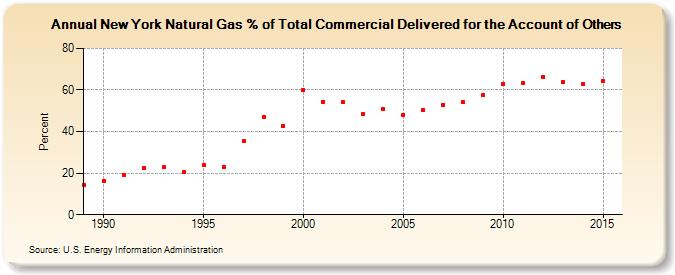 Annual New York Natural Gas % of Total Commercial Delivered for the Account of Others
80
60
40
20
0
Percent
1990 1995 2000 2005 2010 2015
Source: U.S. Energy Information Administration